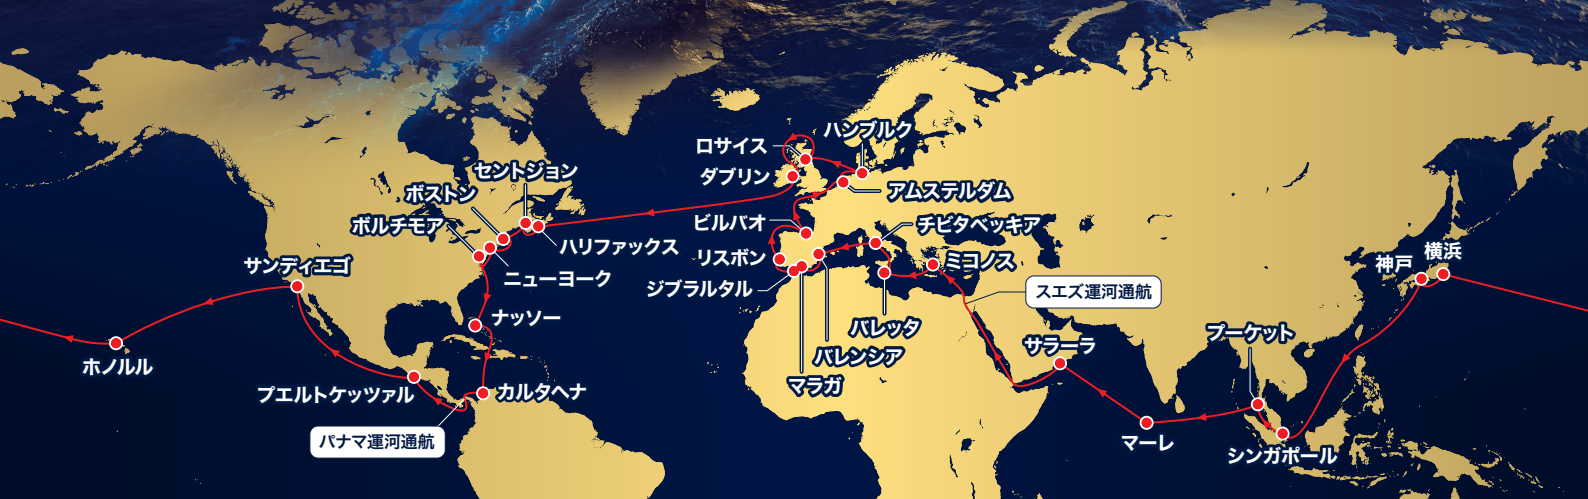 ハンブルク
ロサイス
ダブリン
アムステルダム
セントジョン
ボストン
ボルチモア
ハリファックス
ニューヨーク
サンディエゴ
ナッソー
ホノルル
プエルトケッツァル
カルタヘナ
パナマ運河通航
ビルバオ
リスボン
ジブラルタル
チビタベッキア
ミコノス
スエズ運河通航
バレッタ
バレンシア
マラガ
サラーラ
マーレ
プーケット
シンガポール
神戸
横浜